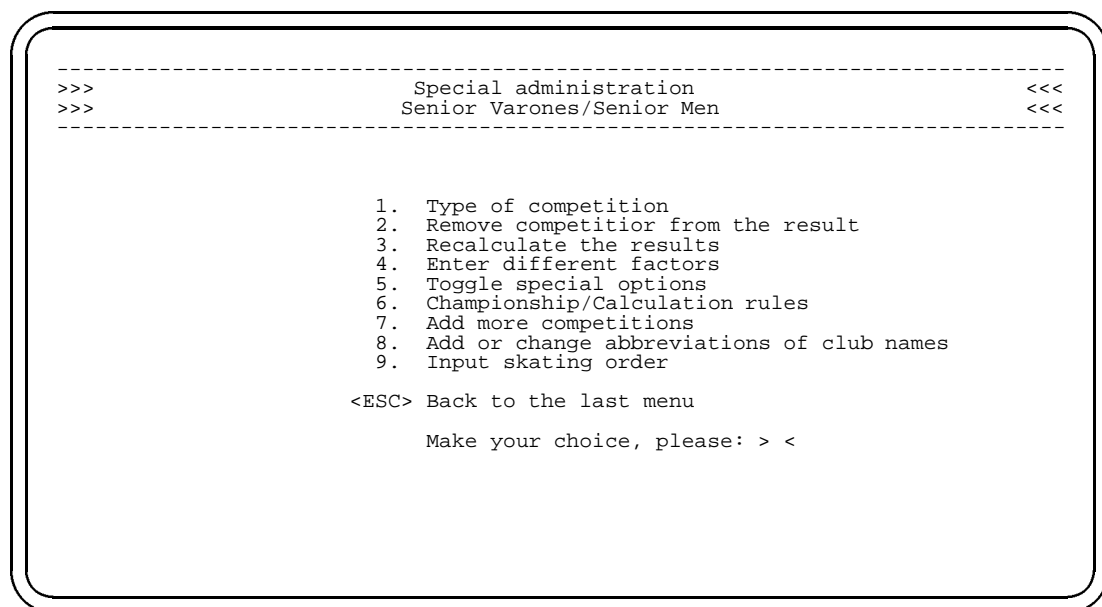 --------------------------------------------------------------------------------
>>> Special administration <<<
>>> Senior Varones/Senior Men <<<
--------------------------------------------------------------------------------
1. Type of competition
2. Remove competitior from the result
3. Recalculate the results
4. Enter different factors
5. Toggle special options
6. Championship/Calculation rules
7. Add more competitions
8. Add or change abbreviations of club names
9. Input skating order
<ESC> Back to the last menu
Make your choice, please: > <